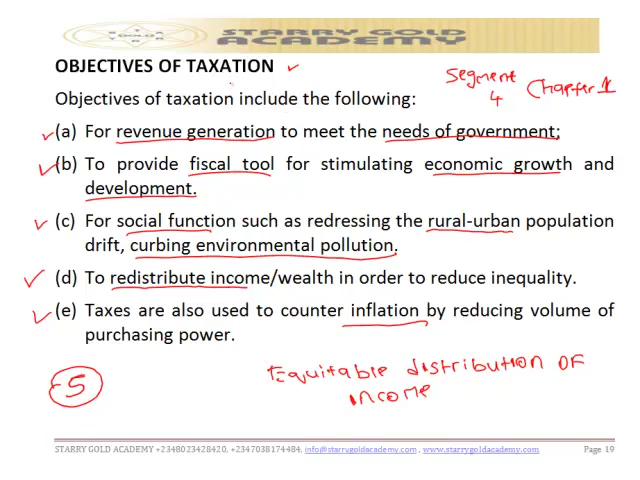 STARRY GOLD
ACADEMY
OBJECTIVES OF TAXATION
Segment
4
Chapter 1
Objectives of taxation include the following:
(a) For revenue generation to meet the needs of government;
(b) To provide fiscal tool for stimulating economic growth and
development.
(c) For social function such as redressing the rural-urban population
drift, curbing environmental pollution.
(d) To redistribute income/wealth in order to reduce inequality.
(e) Taxes are also used to counter inflation by reducing volume of
purchasing power.
5
Equitable distribution of
income
STARRY GOLD ACADEMY +2348023428420, +2347038174484, info@starrygoldacademy.com , www.starrygoldacademy.com Page 19